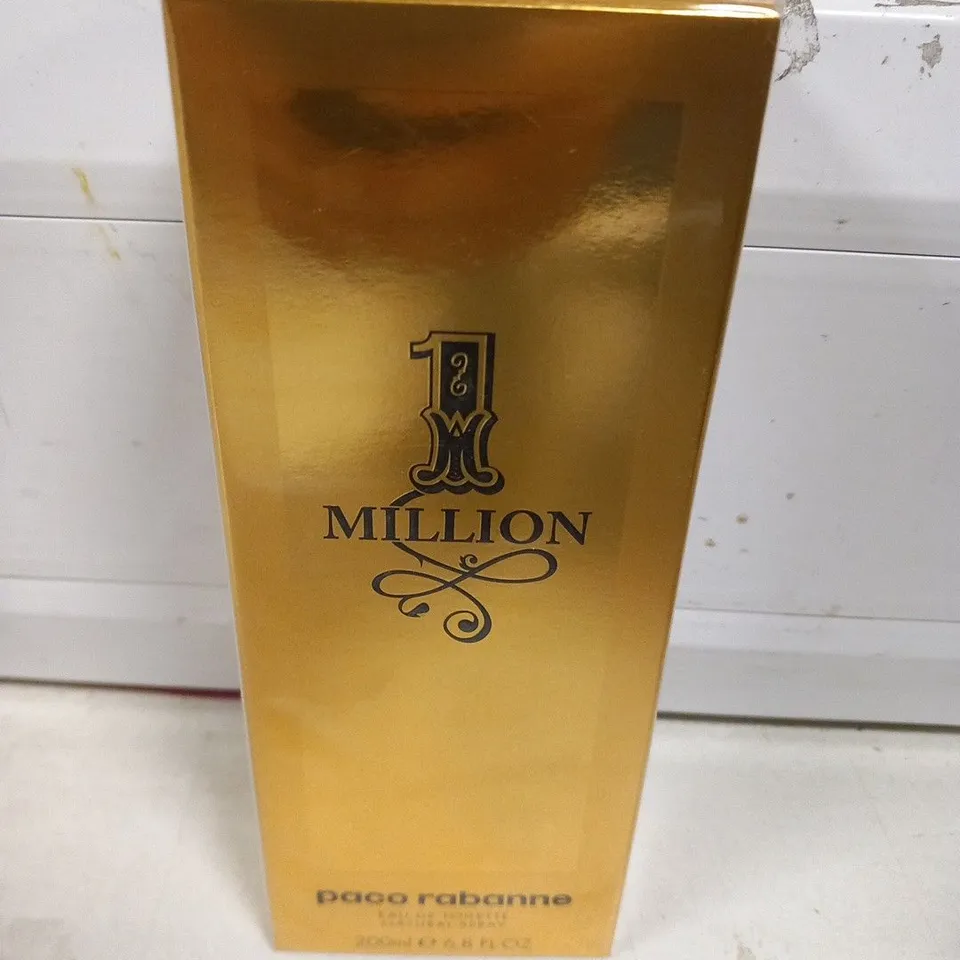 1
MILLION
paco rabanne
EAU DE TOILETTE
NATURAL SPRAY
200ml ℮ 6.8 FL OZ